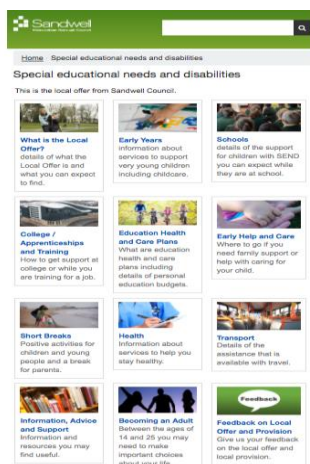 Sandwell
Home Special educational needs and disabilities
Special educational needs and disabilities
This is the local offer from Sandwell Council.
What is the Local
Offer?
details of what the
Local Offer is and
what you can expect
to find.
Early Years
information about
services to support
very young children
including childcare.
Schools
details of the support
for children with SEND
you can expect while
they are at school.
College /
Apprenticeships
and Training
How to get support at
college or while you
are training for a job.
Education Health
and Care Plans
What are education
health and care
plans including
details of personal
education budgets.
Early Help and Care
Where to go if you
need family support or
help with caring for
your child.
Short Breaks
Positive activities for
children and young
people and a break
for parents.
Health
Information about
services to help you
stay healthy.
Transport
Details of the
assistance that is
available with travel.
Information, Advice
and Support
Information and
resources you may
find useful.
Becoming an Adult
Between the ages of
14 and 25 you may
need to make
important choices
about your life.
Feedback
Feedback on Local
Offer and Provision
Give us your feedback
on the local offer and
local provision.